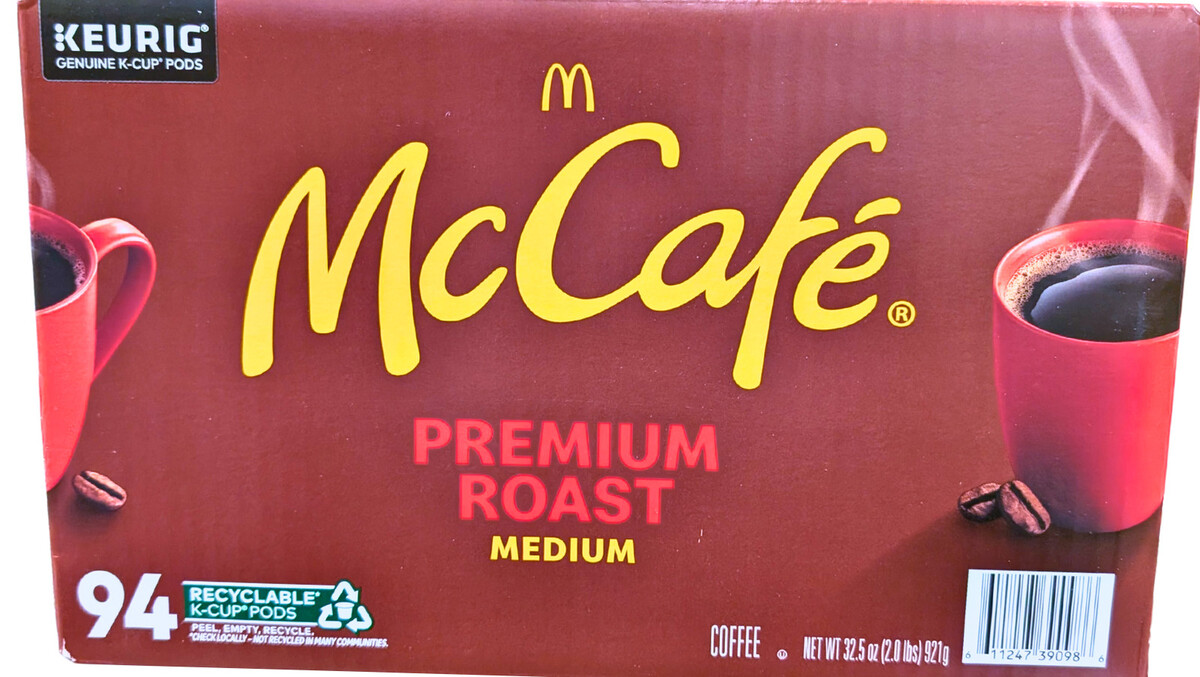 KEURIG®
GENUINE K-CUP® PODS
McCafé®
PREMIUM
ROAST
MEDIUM
94
RECYCLABLE*
K-CUP® PODS
PEEL, EMPTY, RECYCLE.
*CHECK LOCALLY - NOT RECYCLED IN MANY COMMUNITIES.
COFFEE
NET WT 32.5 oz (2.0 lbs) 921g
6 11247 39098 6